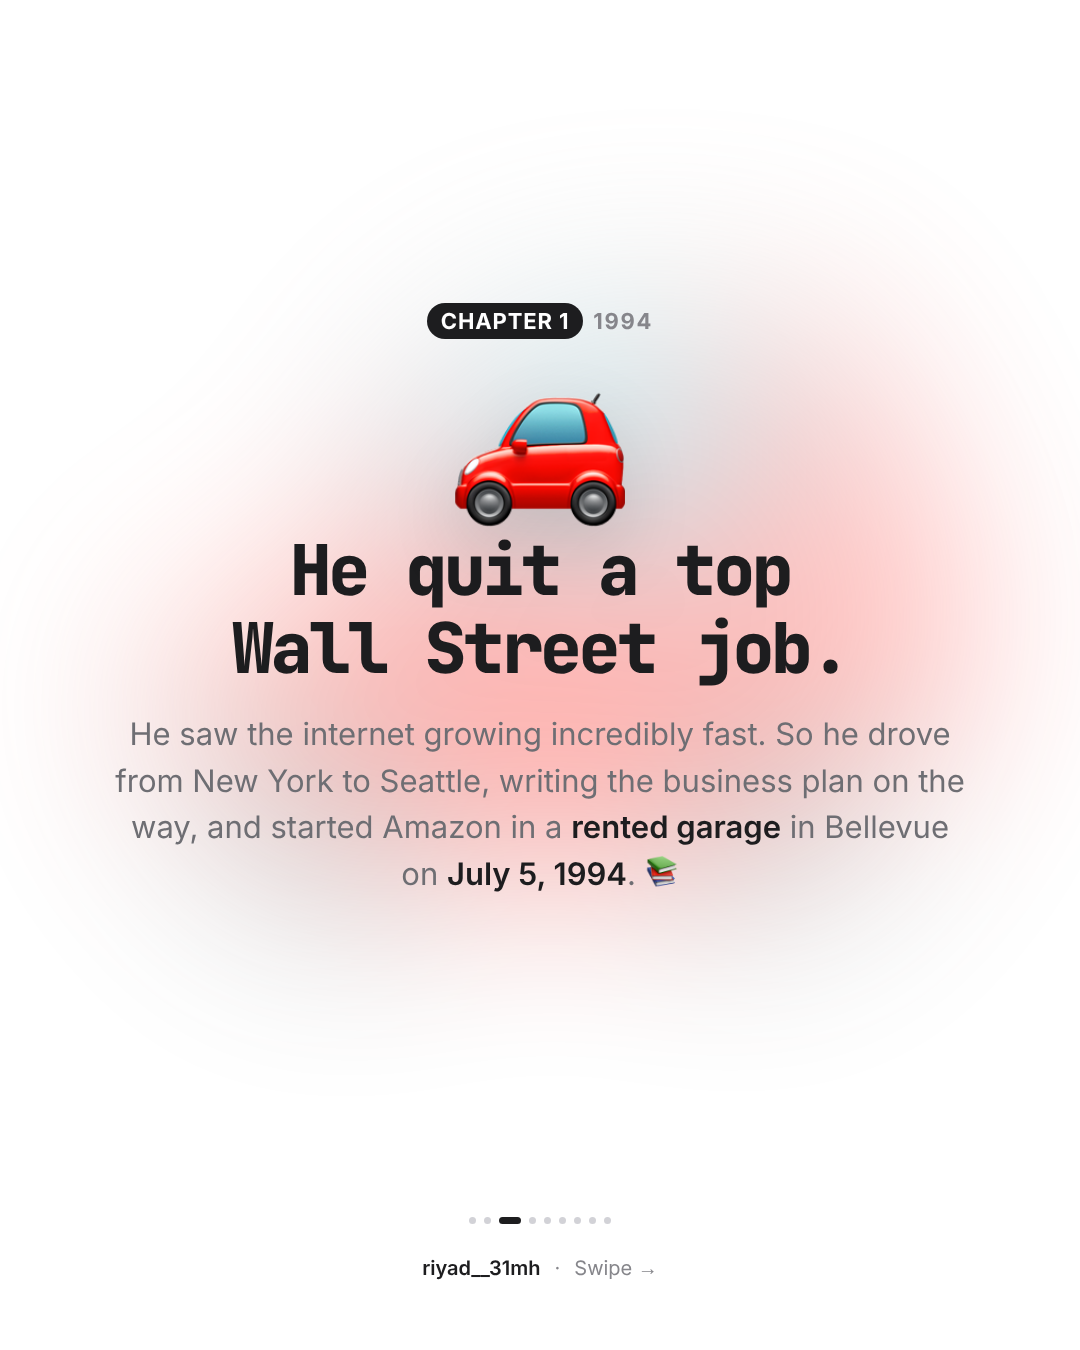 CHAPTER 1 1994
He quit a top
Wall Street job.
He saw the internet growing incredibly fast. So he drove
from New York to Seattle, writing the business plan on the
way, and started Amazon in a rented garage in Bellevue
on July 5, 1994. 📚
riyad__31mh · Swipe →